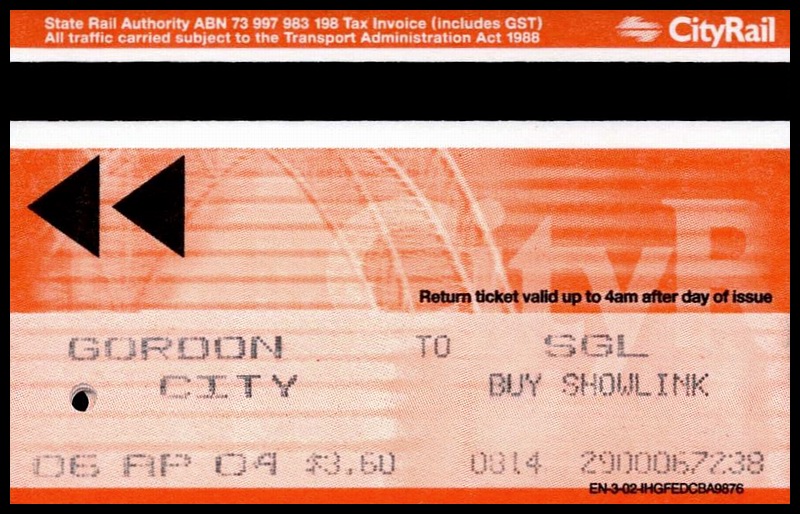 State Rail Authority ABN 73 997 983 198 Tax Invoice (includes GST)
All traffic carried subject to the Transport Administration Act 1988
CityRail
CityR
Return ticket valid up to 4am after day of issue
GORDON TO SGL
CITY BUY SHOWLINK
06 AP 04 $3.60 0814 2900067238
EN-3-02-IHGFEDCBA9876